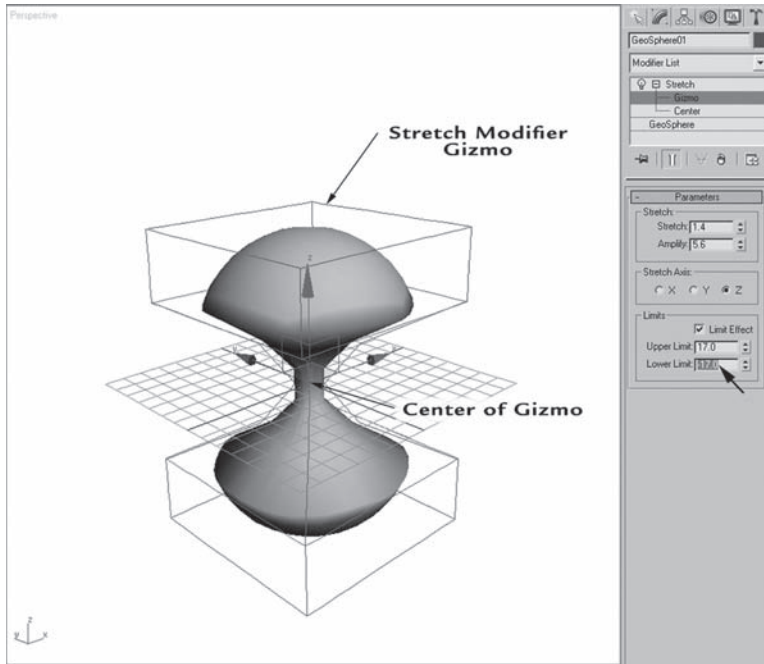 Perspective
GeoSphere01
Modifier List
Stretch
Gizmo
Center
GeoSphere
Stretch Modifier
Gizmo
Center of Gizmo
- Parameters
Stretch:
Stretch: 1.4
Amplify: 5.6
Stretch Axis:
X Y Z
Limits
Limit Effect
Upper Limit: 17.0
Lower Limit:
z
y
x
z
y x